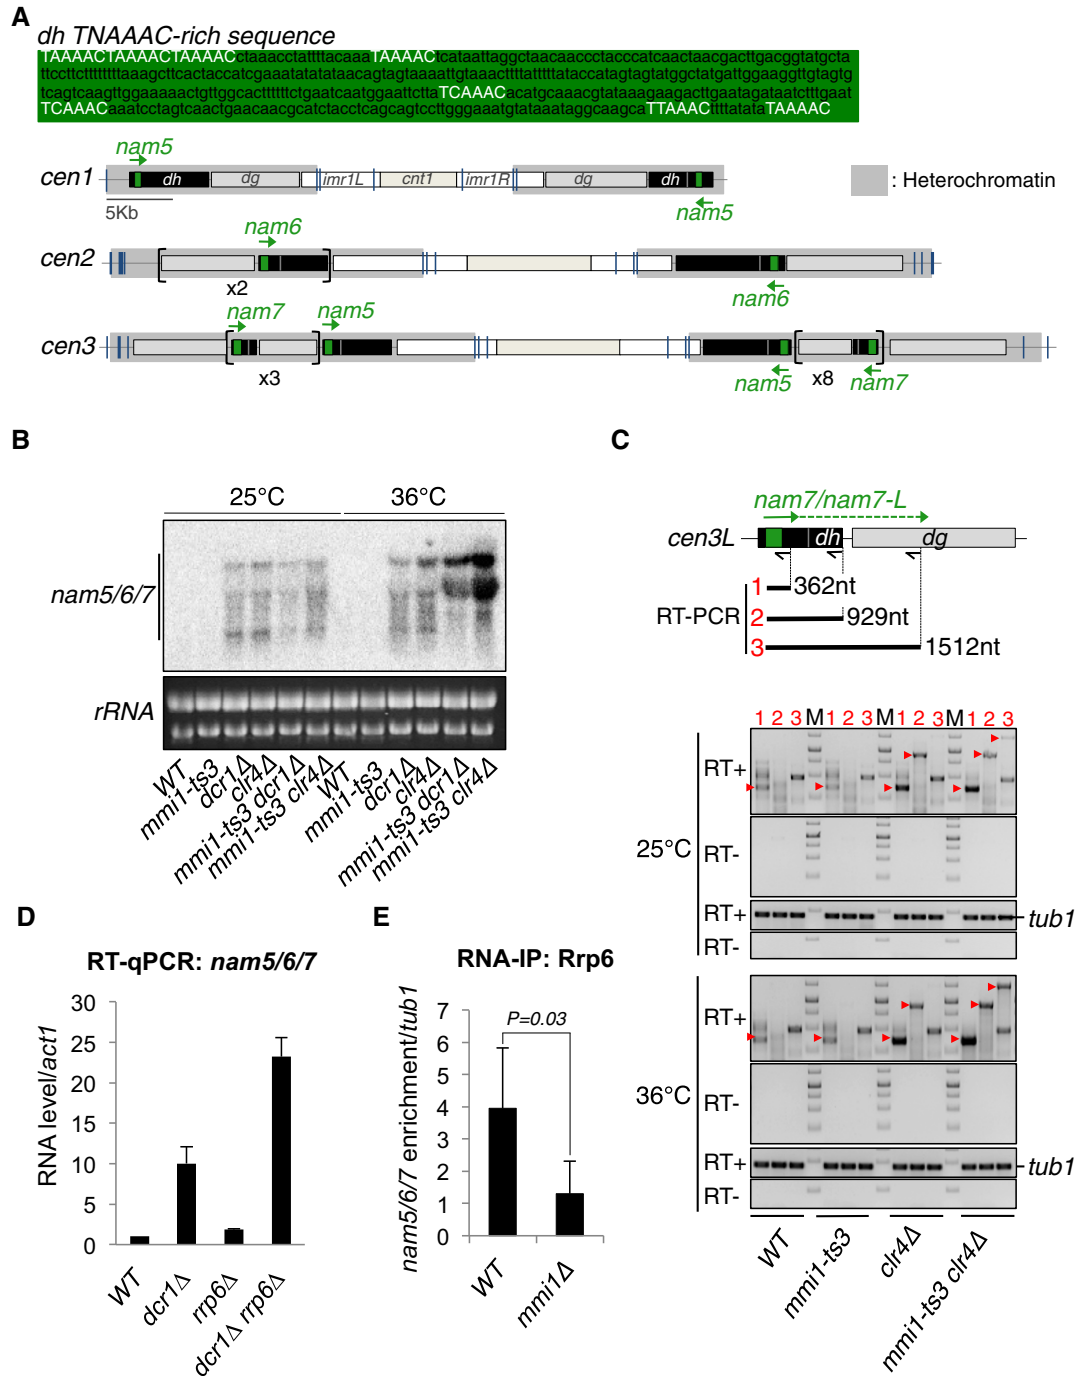 A
dh TNAAAC-rich sequence
TAAAACTAAAACTAAAACctaaacctattttacaaaTAAAACtcataattaggctaacaacccctacccatcaactaacgacttgacggtatgcta
TCAAACaaatcctagtcaactgaacaacgcatacctcagcagtccttgggaaatgtataaataggcaagcaTTAAACttttatataTAAAAC
nam5
cen1
dh
dg
imr1L
cnt1
imr1R
dg
dh
: Heterochromatin
5Kb
nam5
nam6
cen2
x2
nam6
nam7
nam5
cen3
x3
nam5
x8
nam7
B
25°C
36°C
nam5/6/7
rRNA
WT
mmi1-ts3
dcr1Δ
clr4Δ
mmi1-ts3 dcr1Δ
mmi1-ts3 clr4Δ
WT
mmi1-ts3
dcr1Δ
clr4Δ
mmi1-ts3 dcr1Δ
mmi1-ts3 clr4Δ
C
nam7/nam7-L
cen3L
dh
dg
RT-PCR
1
362nt
2
929nt
3
1512nt
1 2 3 M 1 2 3 M 1 2 3 M 1 2 3
25°C
RT+
RT-
RT+
tub1
RT-
36°C
RT+
RT-
RT+
tub1
RT-
WT
mmi1-ts3
clr4Δ
mmi1-ts3 clr4Δ
D
RT-qPCR: nam5/6/7
RNA level/act1
30
25
20
15
10
5
0
WT
dcr1Δ
rrp6Δ
dcr1Δ rrp6Δ
E
RNA-IP: Rrp6
nam5/6/7 enrichment/tub1
P=0.03
7
6
5
4
3
2
1
0
WT
mmi1Δ